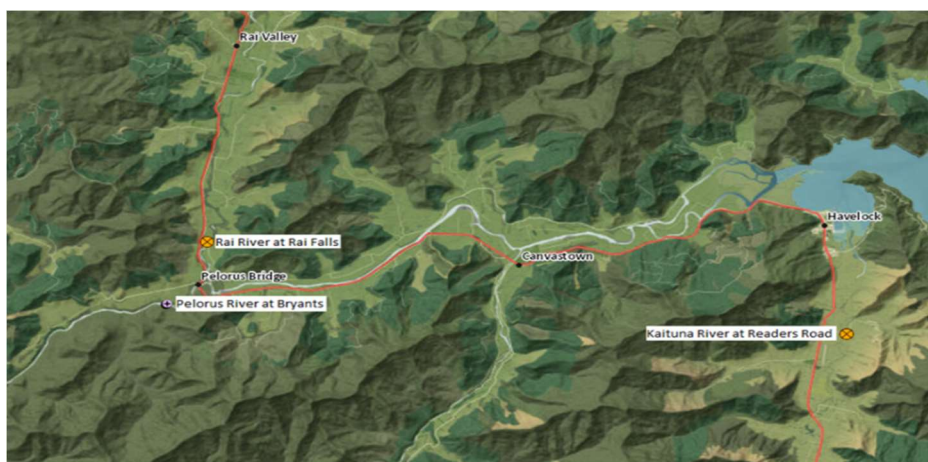 Rai Valley
Havelock
Rai River at Rai Falls
Canvastown
Pelorus Bridge
Pelorus River at Bryants
Kaituna River at Readers Road